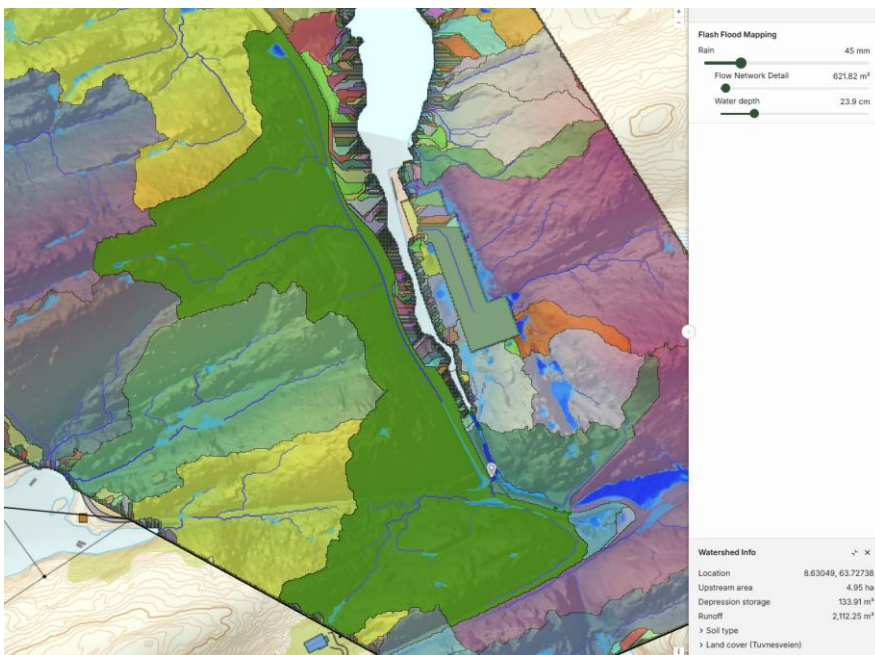 Flash Flood Mapping
Rain 45 mm
Flow Network Detail 621.82 m²
Water depth 23.9 cm
Watershed Info
Location 8.63049, 63.72738
Upstream area 4.95 ha
Depression storage 133.91 m³
Runoff 2,112.25 m³
> Soil type
> Land cover (Tuvnesveien)